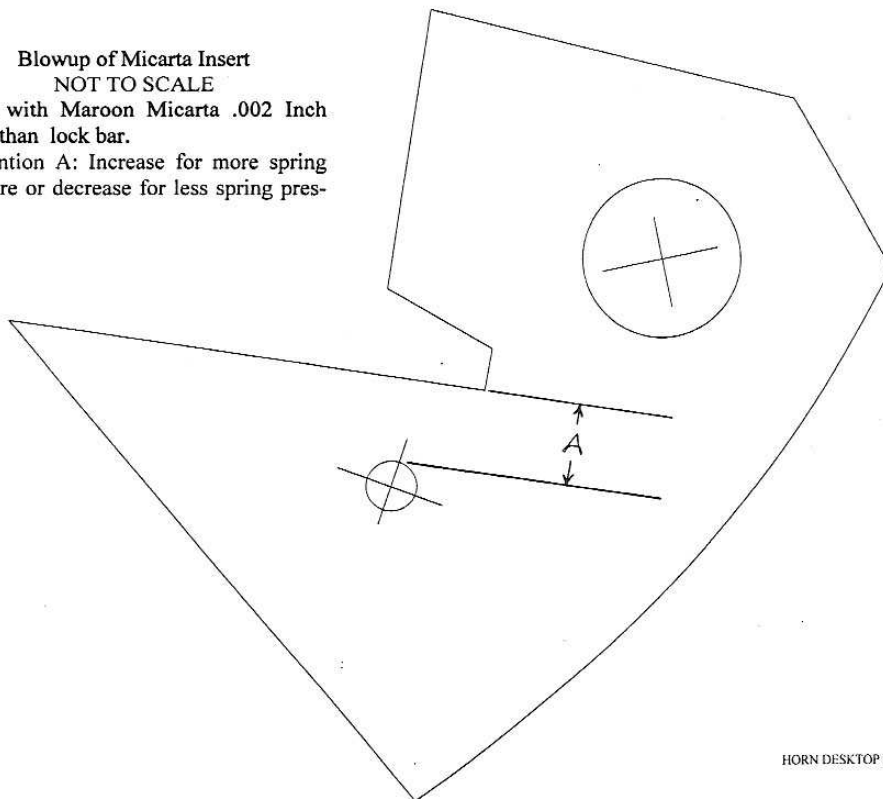 Blowup of Micarta Insert
NOT TO SCALE
with Maroon Micarta .002 Inch
than lock bar.
ntion A: Increase for more spring
re or decrease for less spring pres-
A
HORN DESKTOP